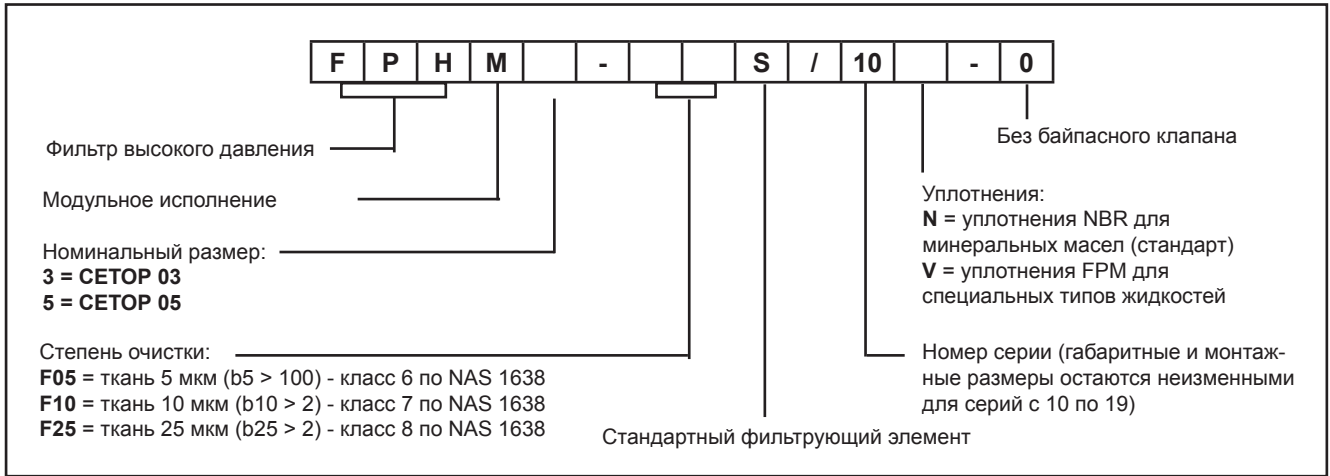 F P H M - S / 10 - 0
Фильтр высокого давления
Модульное исполнение
Номинальный размер:
3 = CETOP 03
5 = CETOP 05
Степень очистки:
F05 = ткань 5 мкм (b5 > 100) - класс 6 по NAS 1638
F10 = ткань 10 мкм (b10 > 2) - класс 7 по NAS 1638
F25 = ткань 25 мкм (b25 > 2) - класс 8 по NAS 1638
Стандартный фильтрующий элемент
Без байпасного клапана
Уплотнения:
N = уплотнения NBR для
минеральных масел (стандарт)
V = уплотнения FPM для
специальных типов жидкостей
Номер серии (габаритные и монтаж-
ные размеры остаются неизменными
для серий с 10 по 19)